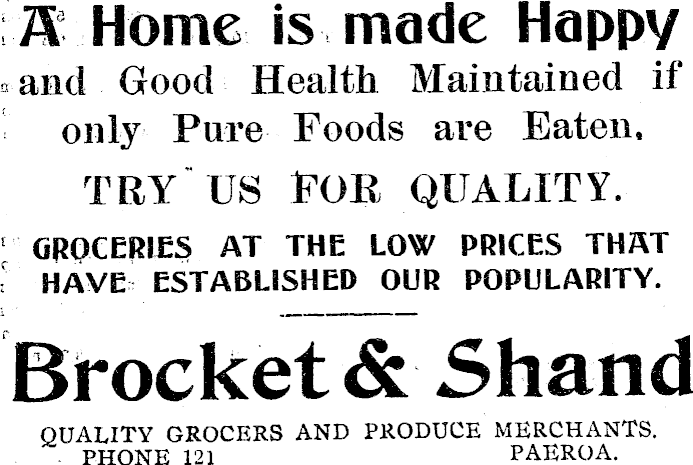 A Home is made Happy
and Good Health Maintained if
only Pure Foods are Eaten.
TRY US FOR QUALITY.
GROCERIES AT THE LOW PRICES THAT
HAVE ESTABLISHED OUR POPULARITY.
Brocket & Shand
QUALITY GROCERS AND PRODUCE MERCHANTS.
PHONE 121 PAEROA.